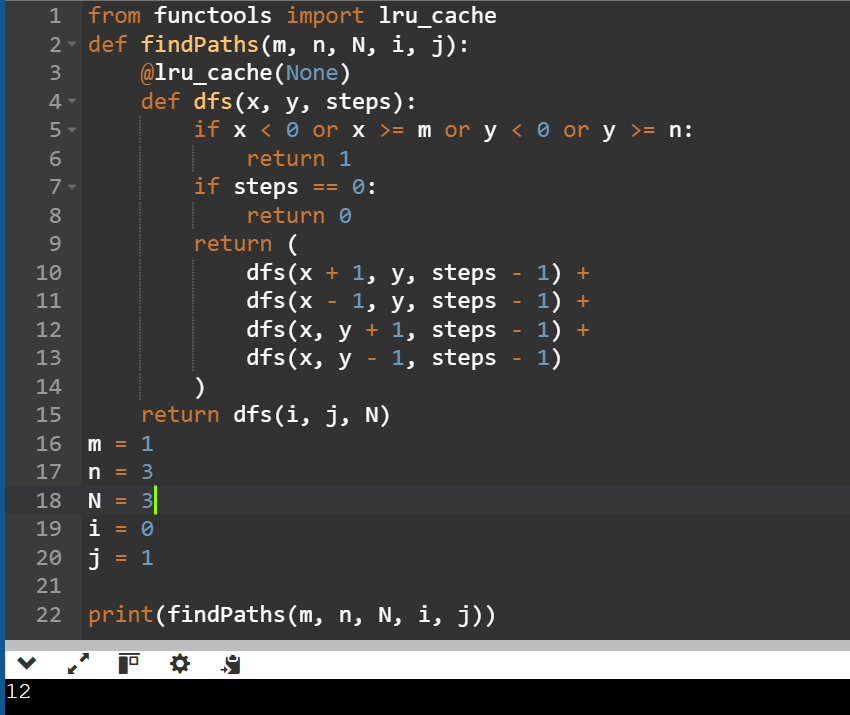 1 from functools import lru_cache
2 def findPaths(m, n, N, i, j):
3     @lru_cache(None)
4     def dfs(x, y, steps):
5         if x < 0 or x >= m or y < 0 or y >= n:
6             return 1
7         if steps == 0:
8             return 0
9         return (
10             dfs(x + 1, y, steps - 1) +
11             dfs(x - 1, y, steps - 1) +
12             dfs(x, y + 1, steps - 1) +
13             dfs(x, y - 1, steps - 1)
14         )
15     return dfs(i, j, N)
16 m = 1
17 n = 3
18 N = 3
19 i = 0
20 j = 1
21
22 print(findPaths(m, n, N, i, j))
12